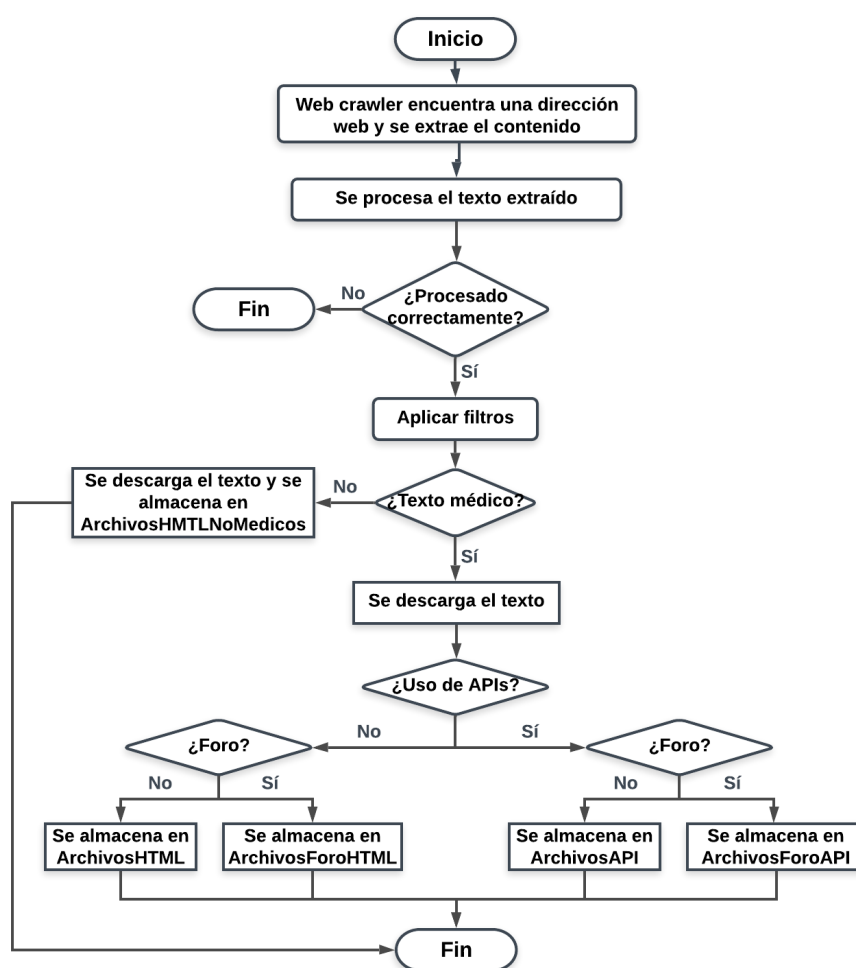 Inicio
Web crawler encuentra una dirección
web y se extrae el contenido
Se procesa el texto extraído
¿Procesado
correctamente?
No
Fin
Sí
Aplicar filtros
¿Texto médico?
No
Se descarga el texto y se
almacena en
ArchivosHMTLNoMedicos
Sí
Se descarga el texto
¿Uso de APIs?
No
Sí
¿Foro?
¿Foro?
No
Sí
No
Sí
Se almacena en
ArchivosHTML
Se almacena en
ArchivosForoHTML
Se almacena en
ArchivosAPI
Se almacena en
ArchivosForoAPI
Fin